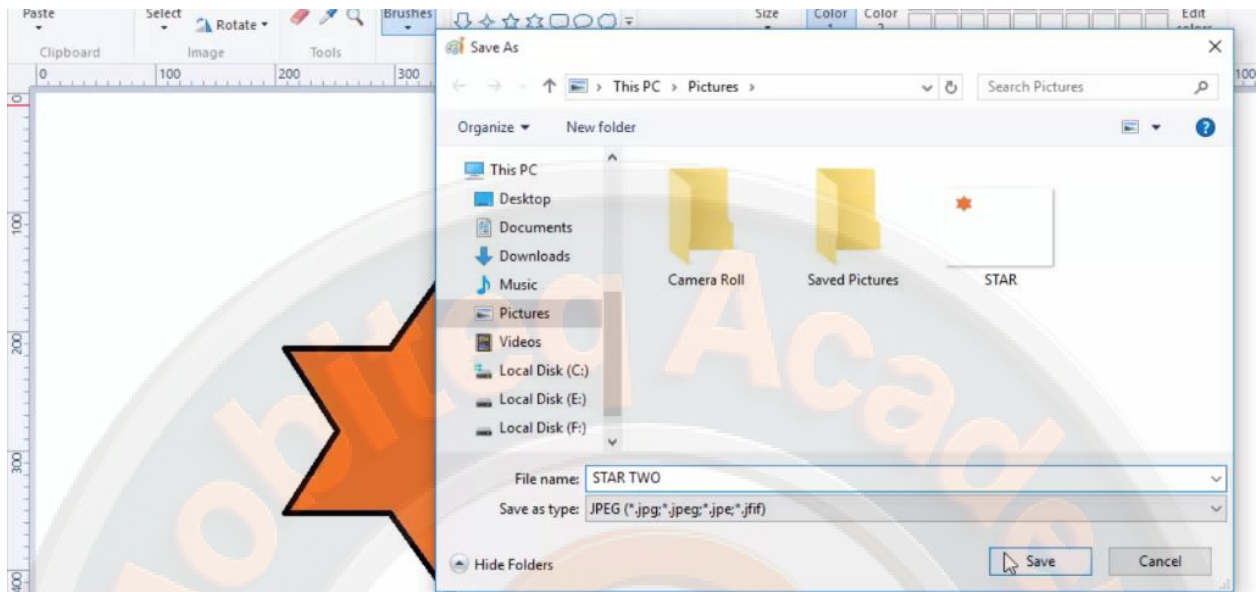 Paste
Select
Rotate
Brushes
Size
Color
Color
Edit
1
2
colors
Clipboard
Image
Tools
0
100
200
300
100
0
100
200
300
400
Save As
This PC > Pictures >
Search Pictures
Organize
New folder
This PC
Desktop
Documents
Downloads
Music
Pictures
Videos
Local Disk (C:)
Local Disk (E:)
Local Disk (F:)
Camera Roll
Saved Pictures
STAR
File name: STAR TWO
Save as type: JPEG (*.jpg;*.jpeg;*.jpe;*.jfif)
Hide Folders
Save
Cancel